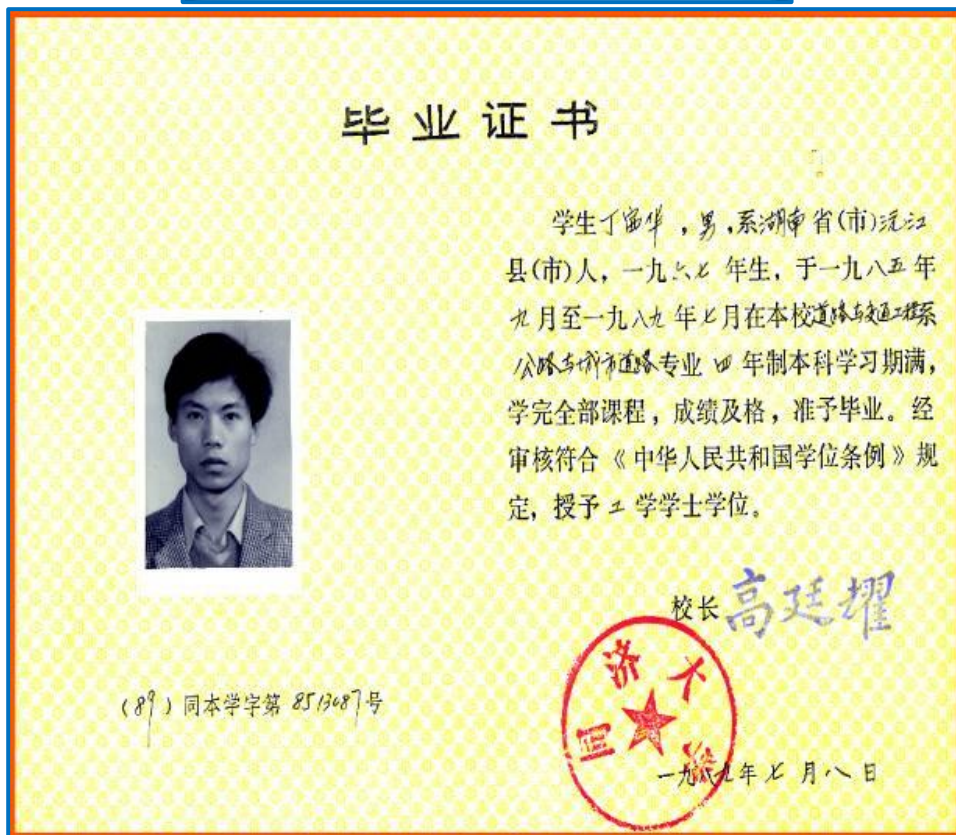 毕业证书
学生丁富华，男，系湖南省(市)沅江
县(市)人，一九六七年生，于一九八五年
九月至一九八九年七月在本校道路与交通工程系
公路与城市道路专业四年制本科学习期满，
学完全部课程，成绩及格，准予毕业。经
审核符合《中华人民共和国学位条例》规
定，授予工学学士学位。
校长高廷耀
同济大学
(89)同本学字第8513087号
一九八九年七月八日